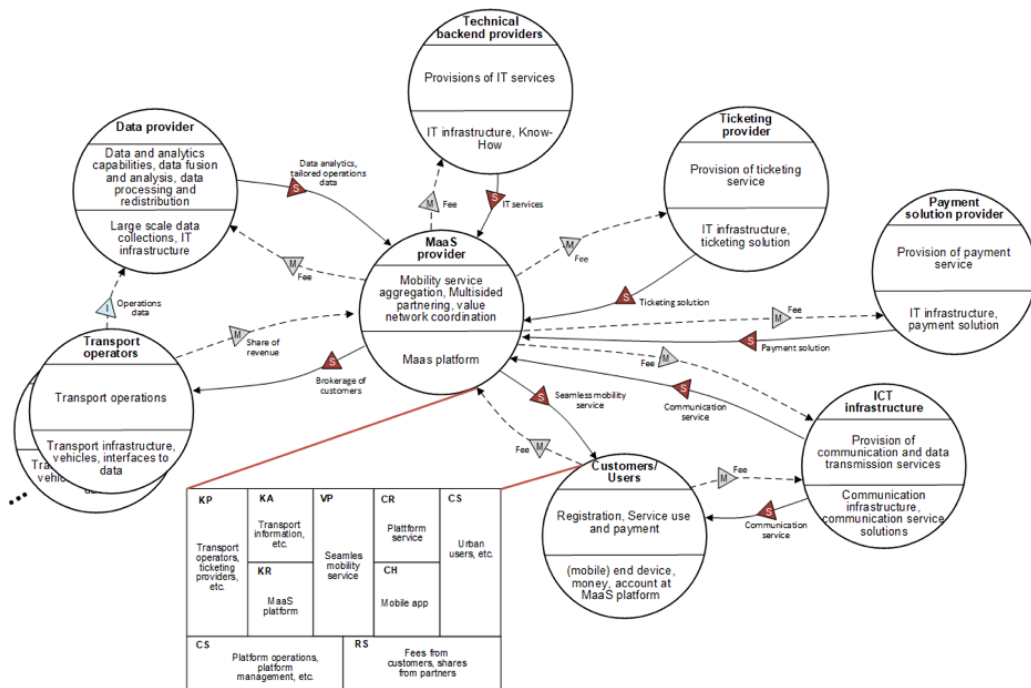 Technical
backend providers
Provisions of IT services
IT infrastructure, Know-
How
Data provider
Data and analytics
capabilities, data fusion
and analysis, data
processing and
redistribution
Large scale data
collections, IT
infrastructure
Data analytics,
tailored operations
data
S
M
Fee
S
IT services
Ticketing
provider
Provision of ticketing
service
IT infrastructure,
ticketing solution
Payment
solution provider
Provision of payment
service
IT infrastructure,
payment solution
MaaS
provider
Mobility service
aggregation, Multisided
partnering, value
network coordination
Maas platform
M
Fee
M
Fee
S
Ticketing solution
M
Fee
S
Payment solution
I
Operations
data
M
Share of
revenue
S
Brokerage of
customers
Transport
operators
Transport operations
Transport infrastructure,
vehicles, interfaces to
data
Fee
M
S
Communication
service
S
Seamless mobility
service
M
Fee
ICT
infrastructure
Provision of
communication and data
transmission services
Communication
infrastructure,
communication service
solutions
Customers/
Users
Registration, Service use
and payment
(mobile) end device,
money, account at
MaaS platform
M
Fee
S
Communication
service
KP
Transport
operators,
ticketing
providers,
etc.
KA
Transport
information,
etc.
KR
MaaS
platform
VP
Seamles
mobility
service
CR
Plattform
service
CH
Mobile app
CS
Urban
users, etc.
CS
Platform operations,
platform
management, etc.
RS
Fees from
customers, shares
from partners